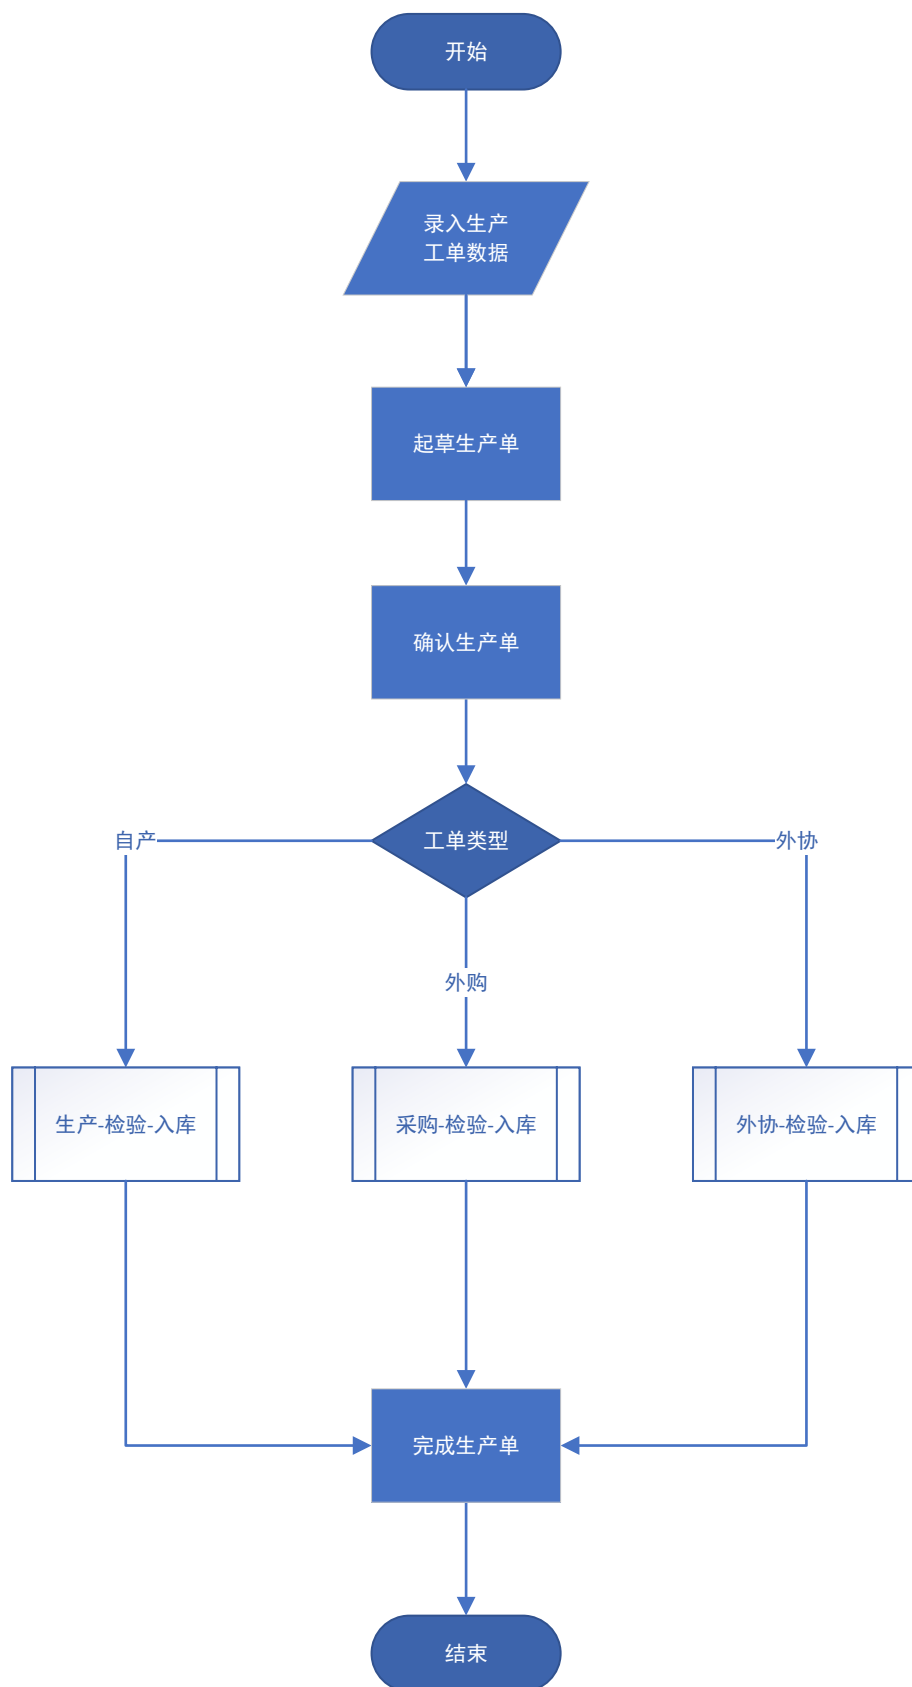 开始
录入生产
工单数据
起草生产单
确认生产单
工单类型
自产
外协
外购
生产-检验-入库
采购-检验-入库
外协-检验-入库
完成生产单
结束